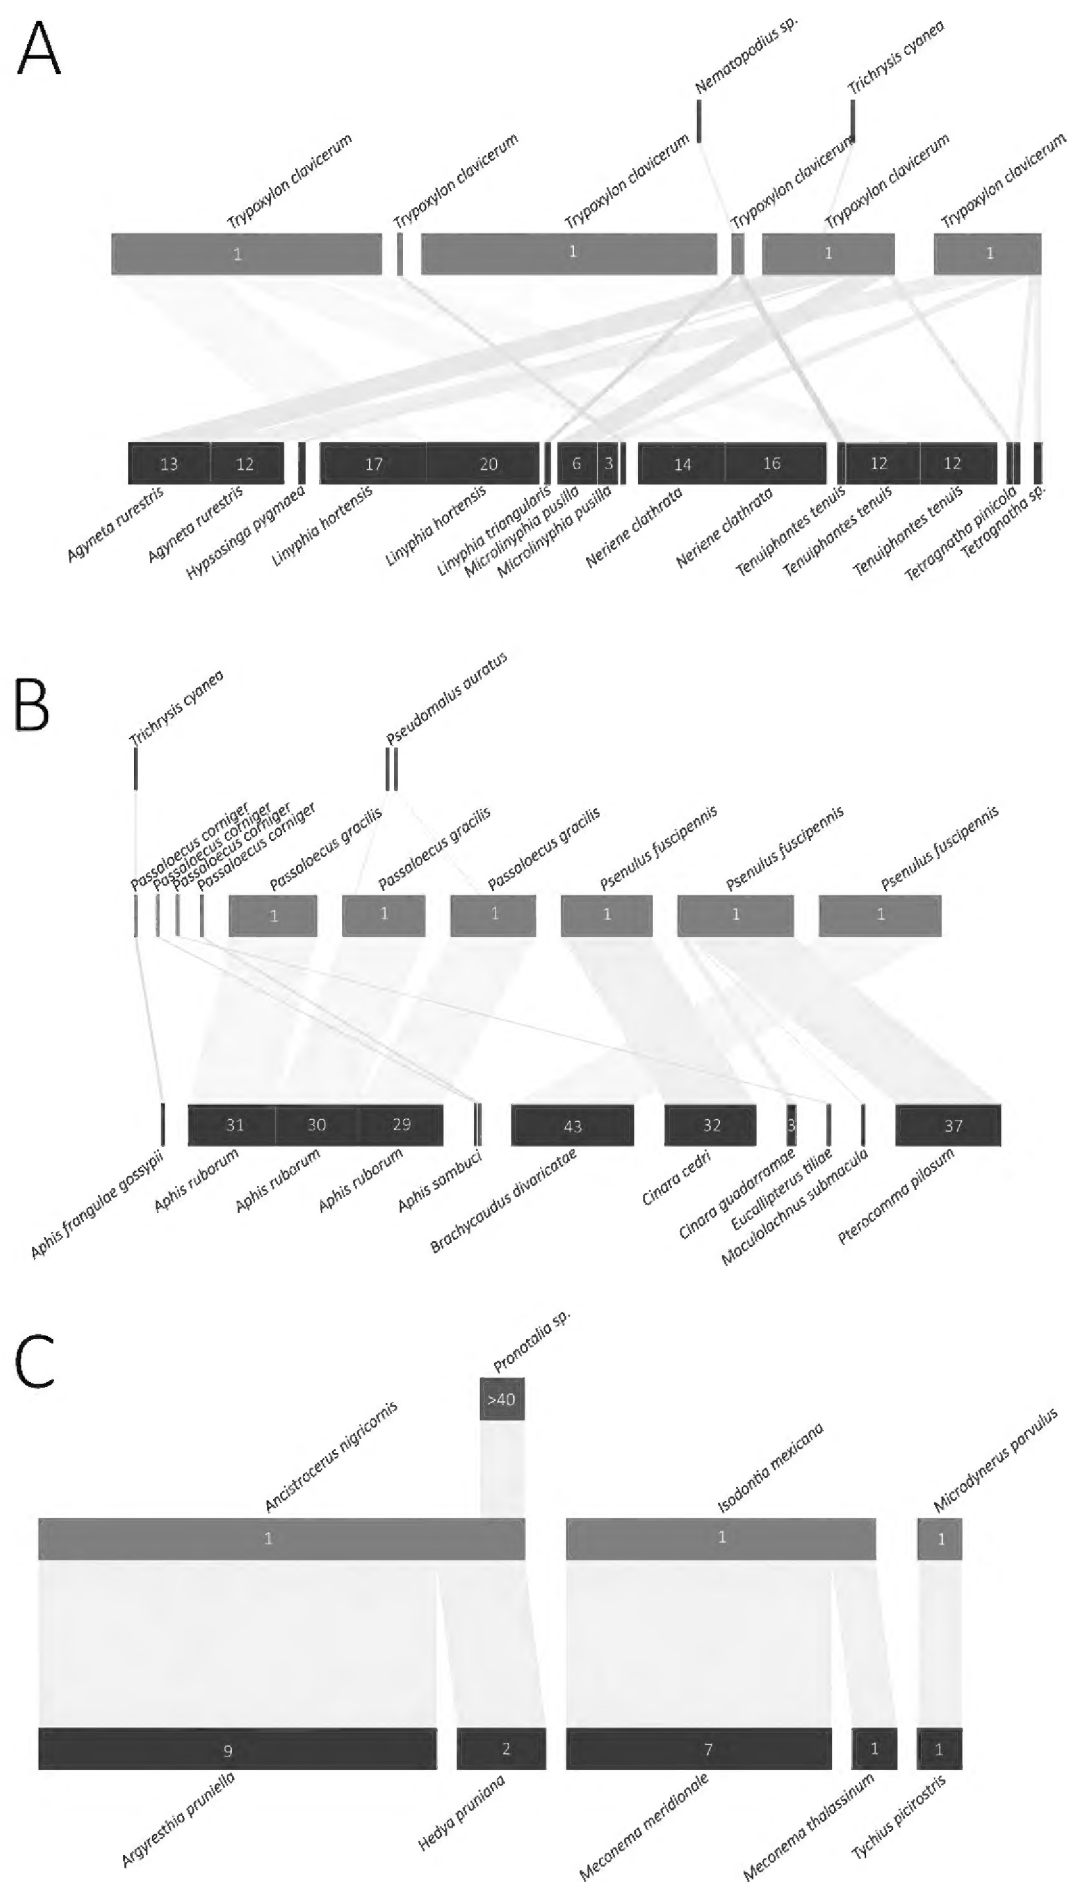 A
Nematopodius sp.
Trichrysis cyanea
Trypoxylon clavicerum
Trypoxylon clavicerum
Trypoxylon clavicerum
Trypoxylon clavicerum
Trypoxylon clavicerum
Trypoxylon clavicerum
1
1
1
1
13
12
17
20
6
3
14
16
12
12
Agyneta rurestris
Agyneta rurestris
Hypsosinga pygmaea
Linyphia hortensis
Linyphia hortensis
Linyphia triangularis
Microlinyphia pusilla
Microlinyphia pusilla
Neriene clathrata
Neriene clathrata
Tenuiphantes tenuis
Tenuiphantes tenuis
Tenuiphantes tenuis
Tetragnatha pinicola
Tetragnatha sp.
B
Trichrysis cyanea
Pseudomalus auratus
Passaloecus corniger
Passaloecus corniger
Passaloecus corniger
Passaloecus corniger
Passaloecus gracilis
Passaloecus gracilis
Passaloecus gracilis
Psenulus fuscipennis
Psenulus fuscipennis
Psenulus fuscipennis
1
1
1
1
1
1
31
30
29
43
32
3
37
Aphis frangulae gossypii
Aphis ruborum
Aphis ruborum
Aphis ruborum
Aphis sambuci
Brachycaudus divaricatae
Cinara cedri
Cinara guadarramae
Eucallipterus tiliae
Maculolachnus submacula
Pterocomma pilosum
C
Pronotalia sp.
>40
Ancistrocerus nigricornis
Isodontia mexicana
Microdynerus parvulus
1
1
1
9
2
7
1
1
Argyresthia pruniella
Hedya pruniana
Meconema meridionale
Meconema thalassinum
Tychius picirostris